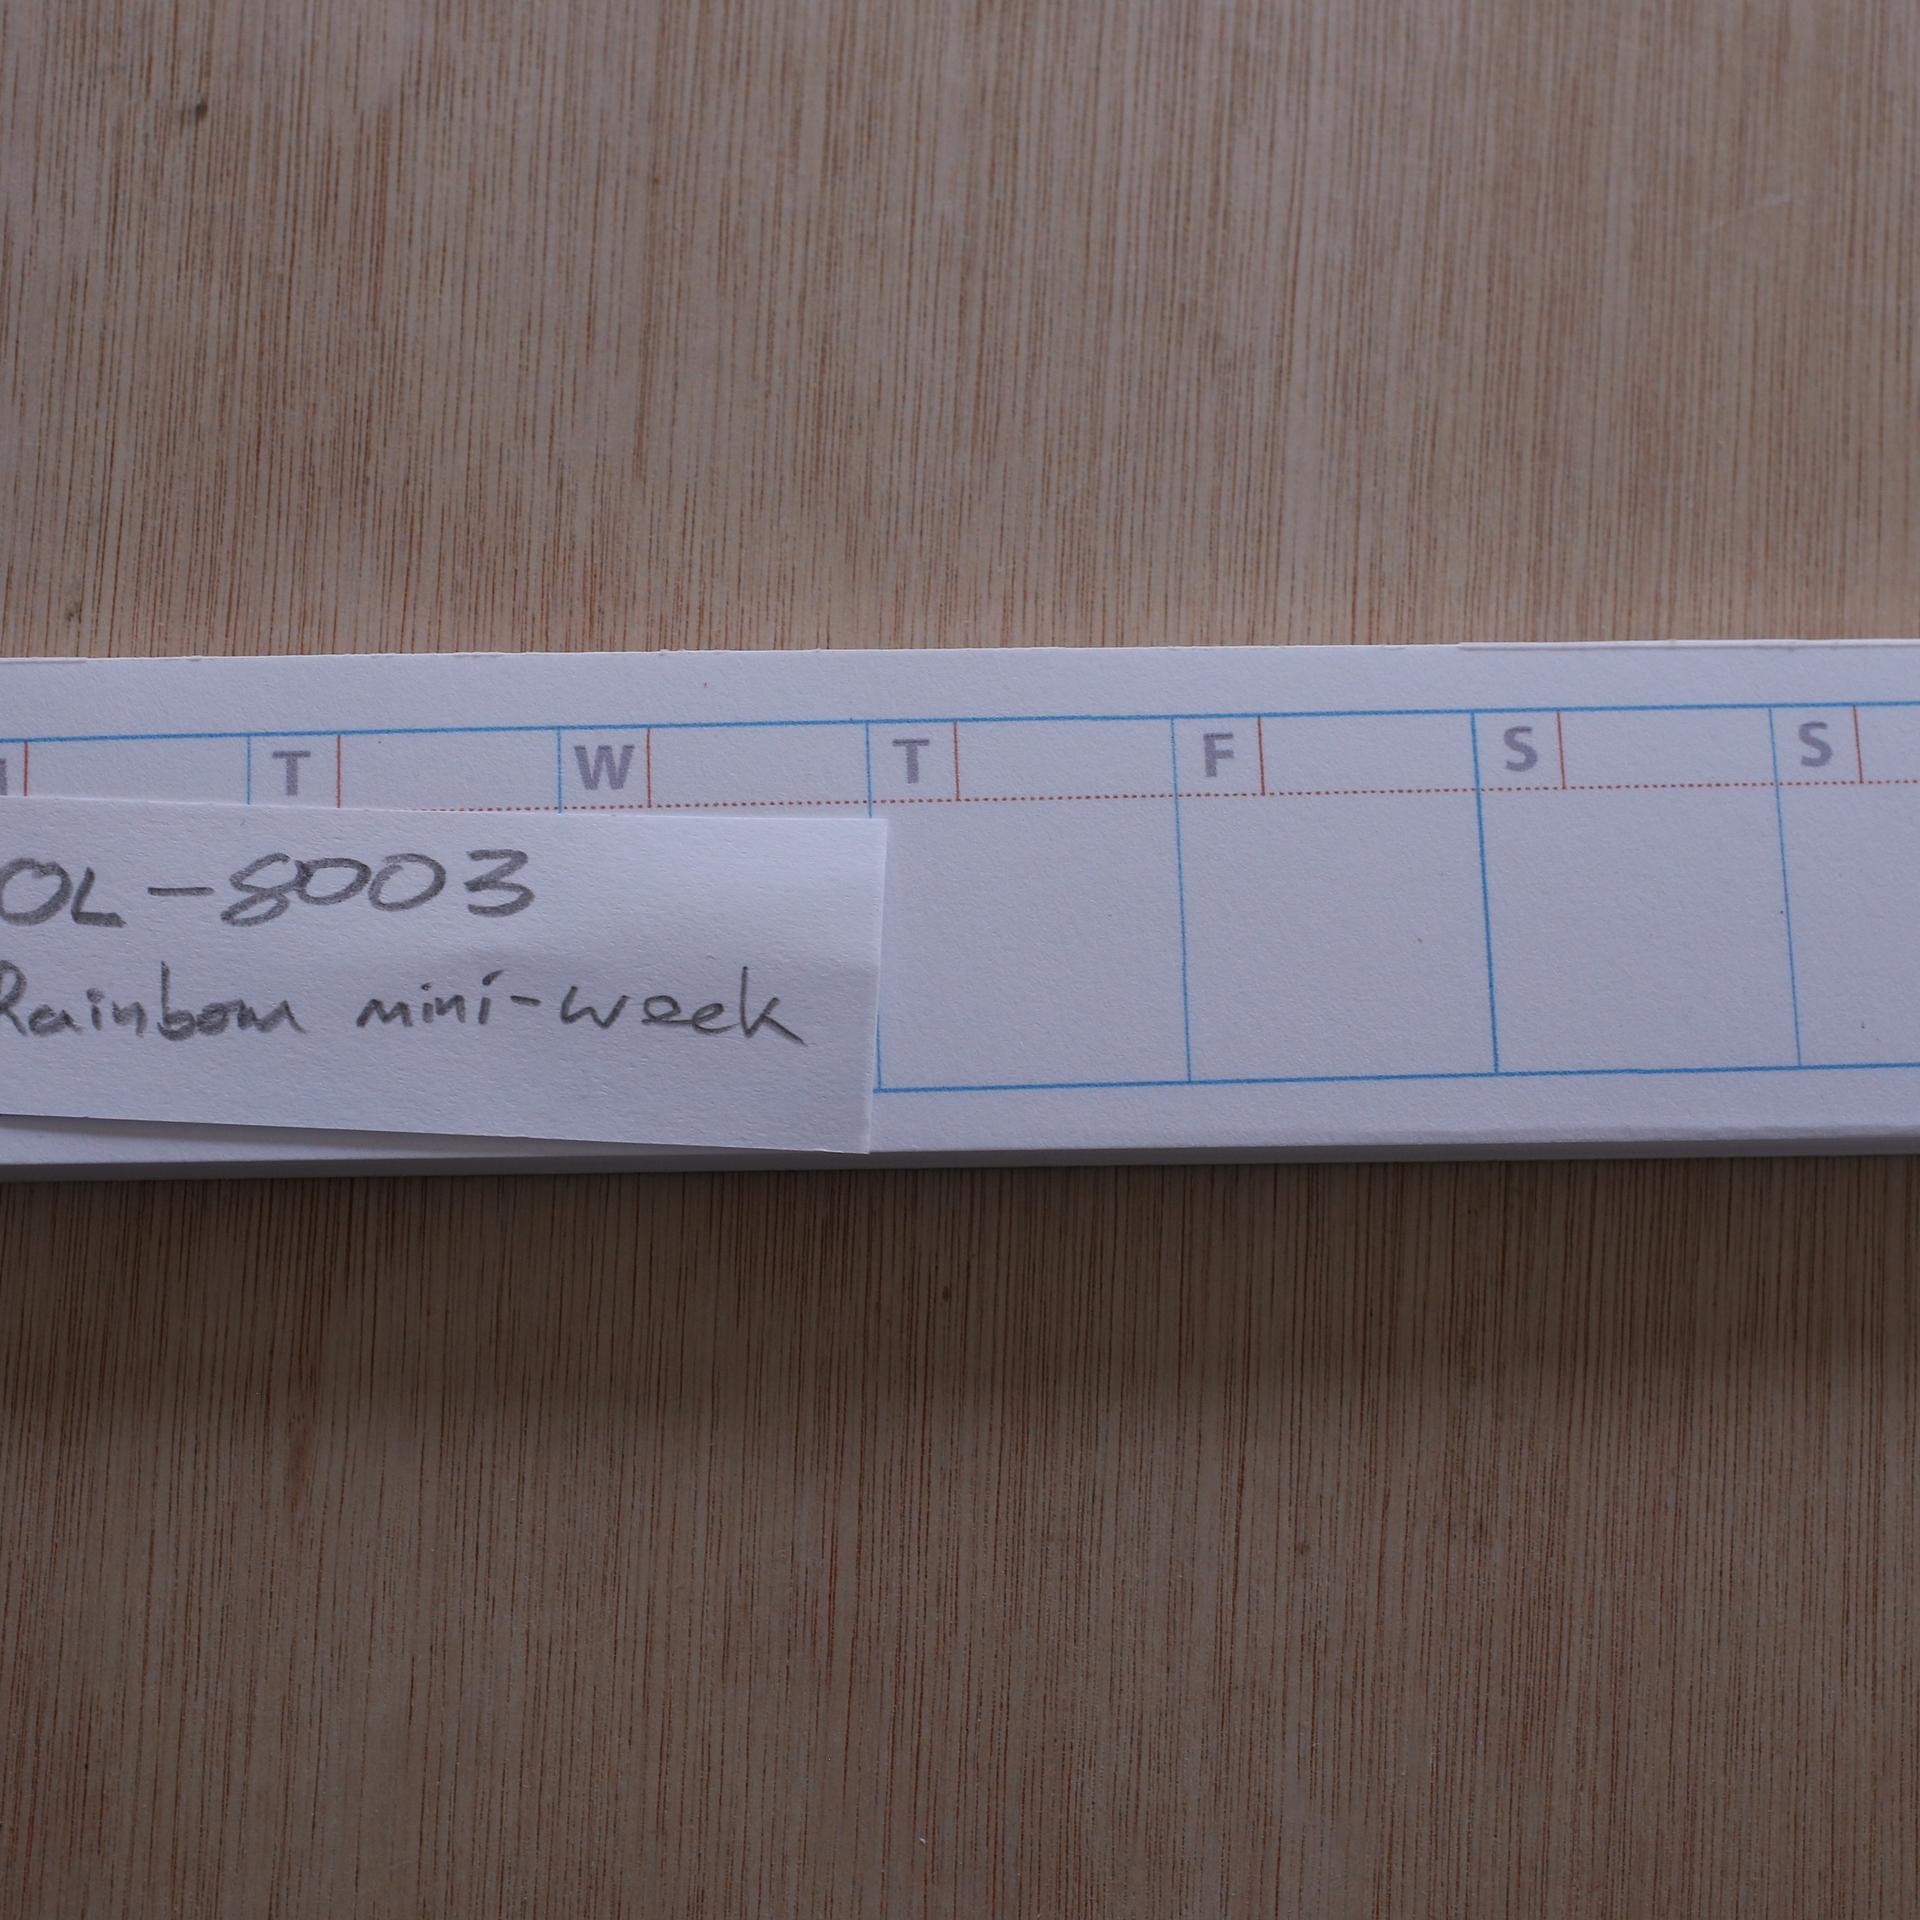 T W T F S S
OL-8003
Rainbow mini-week